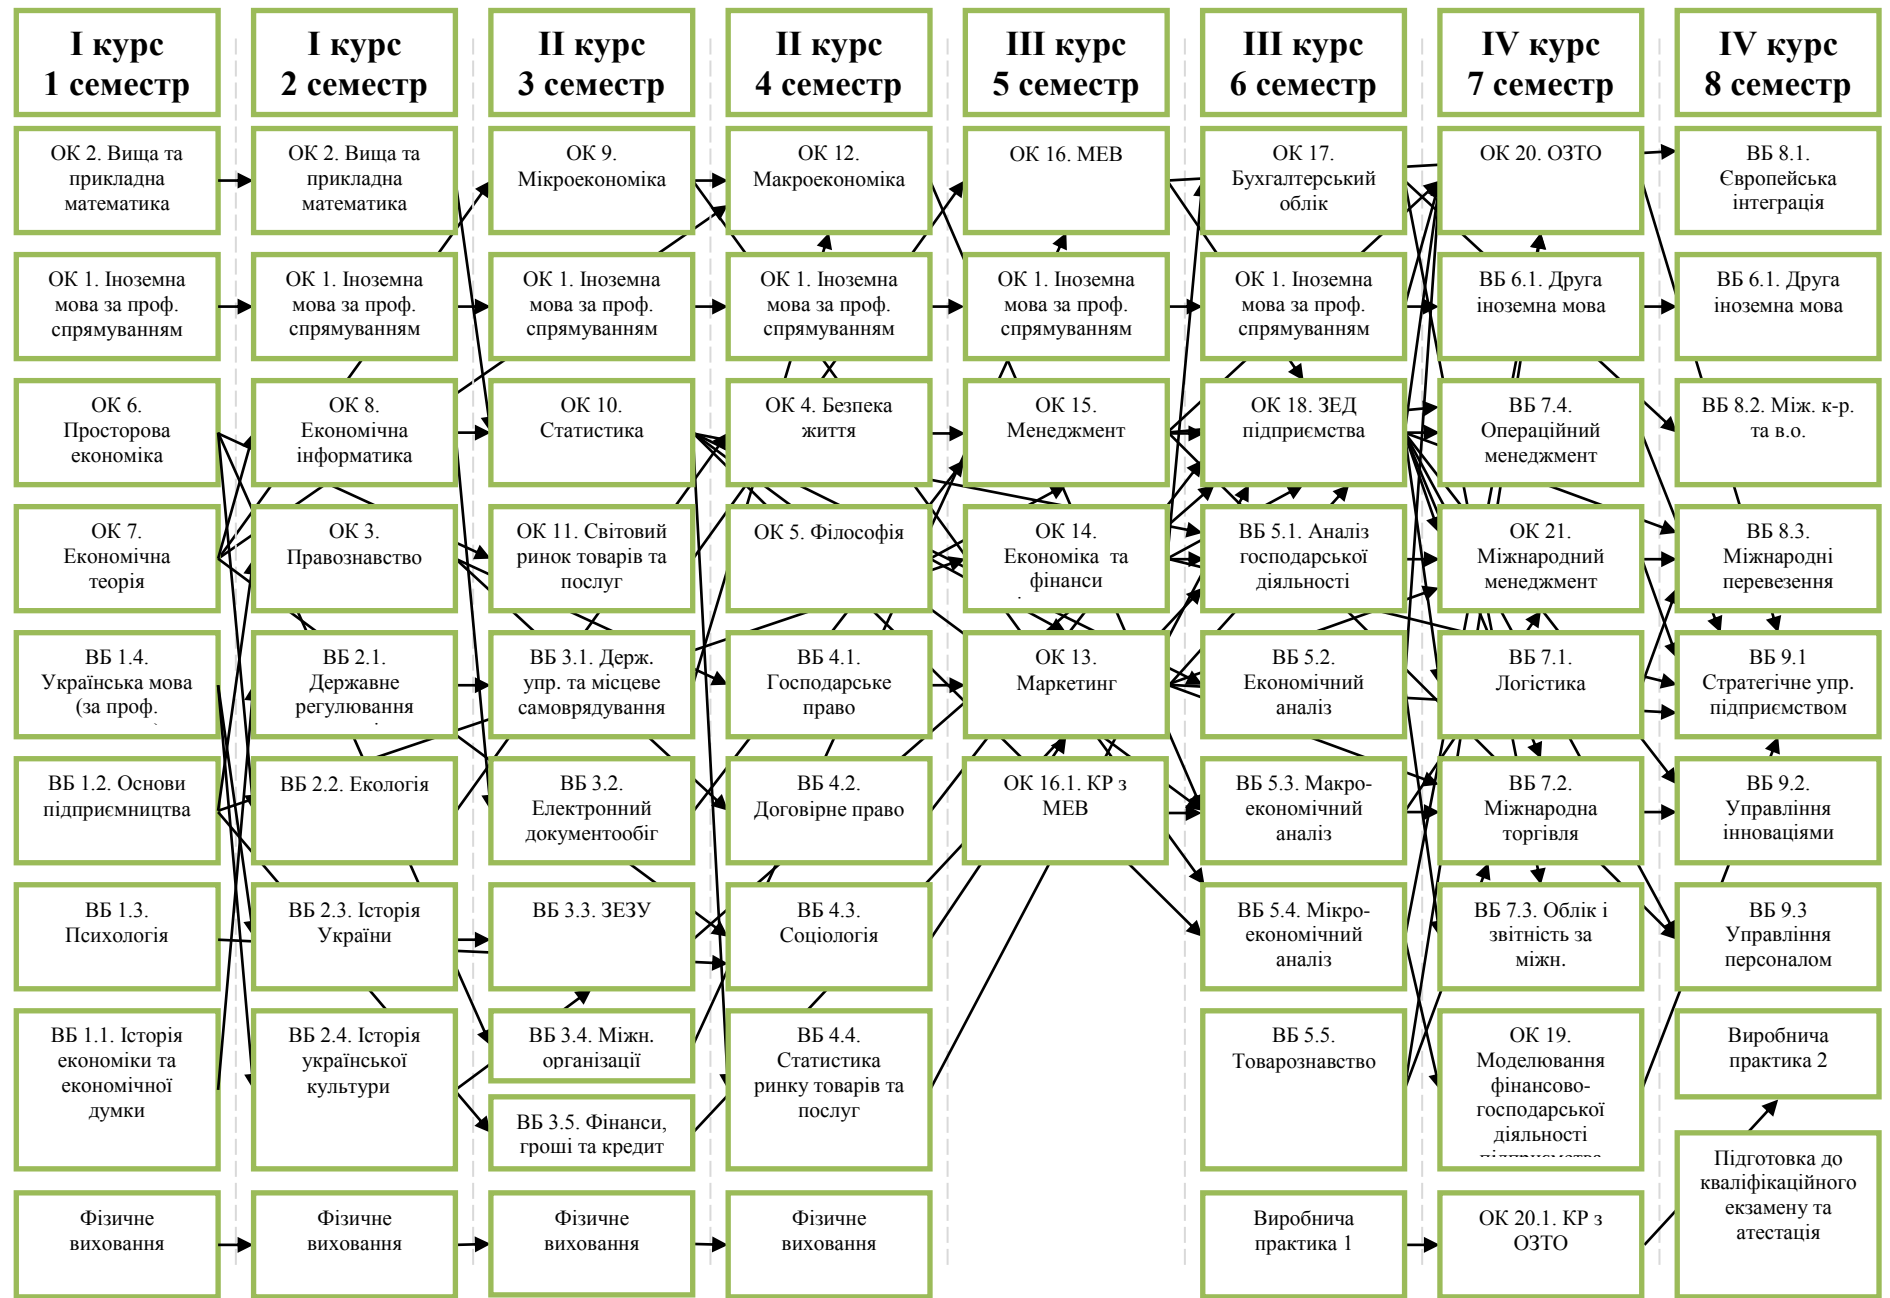 І курс
1 семестр
І курс
2 семестр
ІІ курс
3 семестр
ІІ курс
4 семестр
ІІІ курс
5 семестр
ІІІ курс
6 семестр
IV курс
7 семестр
IV курс
8 семестр
ОК 2. Вища та
прикладна
математика
ОК 2. Вища та
прикладна
математика
ОК 9.
Мікроекономіка
ОК 12.
Макроекономіка
ОК 16. МЕВ
ОК 17.
Бухгалтерський
облік
ОК 20. ОЗТО
ВБ 8.1.
Європейська
інтеграція
ОК 1. Іноземна
мова за проф.
спрямуванням
ОК 1. Іноземна
мова за проф.
спрямуванням
ОК 1. Іноземна
мова за проф.
спрямуванням
ОК 1. Іноземна
мова за проф.
спрямуванням
ОК 1. Іноземна
мова за проф.
спрямуванням
ОК 1. Іноземна
мова за проф.
спрямуванням
ВБ 6.1. Друга
іноземна мова
ВБ 6.1. Друга
іноземна мова
ОК 6.
Просторова
економіка
ОК 8.
Економічна
інформатика
ОК 10.
Статистика
ОК 4. Безпека
життя
ОК 15.
Менеджмент
ОК 18. ЗЕД
підприємства
ВБ 7.4.
Операційний
менеджмент
ВБ 8.2. Між. к-р.
та в.о.
ОК 7.
Економічна
теорія
ОК 3.
Правознавство
ОК 11. Світовий
ринок товарів та
послуг
ОК 5. Філософія
ОК 14.
Економіка та
фінанси
ВБ 5.1. Аналіз
господарської
діяльності
ОК 21.
Міжнародний
менеджмент
ВБ 8.3.
Міжнародні
перевезення
ВБ 1.4.
Українська мова
(за проф.
ВБ 2.1.
Державне
регулювання
ВБ 3.1. Держ.
упр. та місцеве
самоврядування
ВБ 4.1.
Господарське
право
ОК 13.
Маркетинг
ВБ 5.2.
Економічний
аналіз
ВБ 7.1.
Логістика
ВБ 9.1
Стратегічне упр.
підприємством
ВБ 1.2. Основи
підприємництва
ВБ 2.2. Екологія
ВБ 3.2.
Електронний
документообіг
ВБ 4.2.
Договірне право
ОК 16.1. КР з
МЕВ
ВБ 5.3. Макро-
економічний
аналіз
ВБ 7.2.
Міжнародна
торгівля
ВБ 9.2.
Управління
інноваціями
ВБ 1.3.
Психологія
ВБ 2.3. Історія
України
ВБ 3.3. ЗЕЗУ
ВБ 4.3.
Соціологія
ВБ 5.4. Мікро-
економічний
аналіз
ВБ 7.3. Облік і
звітність за
міжн.
ВБ 9.3
Управління
персоналом
ВБ 1.1. Історія
економіки та
економічної
думки
ВБ 2.4. Історія
української
культури
ВБ 3.4. Міжн.
організації
ВБ 3.5. Фінанси,
гроші та кредит
ВБ 4.4.
Статистика
ринку товарів та
послуг
ВБ 5.5.
Товарознавство
ОК 19.
Моделювання
фінансово-
господарської
діяльності
підприємства
Виробнича
практика 2
Підготовка до
кваліфікаційного
екзамену та
атестація
Фізичне
виховання
Фізичне
виховання
Фізичне
виховання
Фізичне
виховання
Виробнича
практика 1
ОК 20.1. КР з
ОЗТО